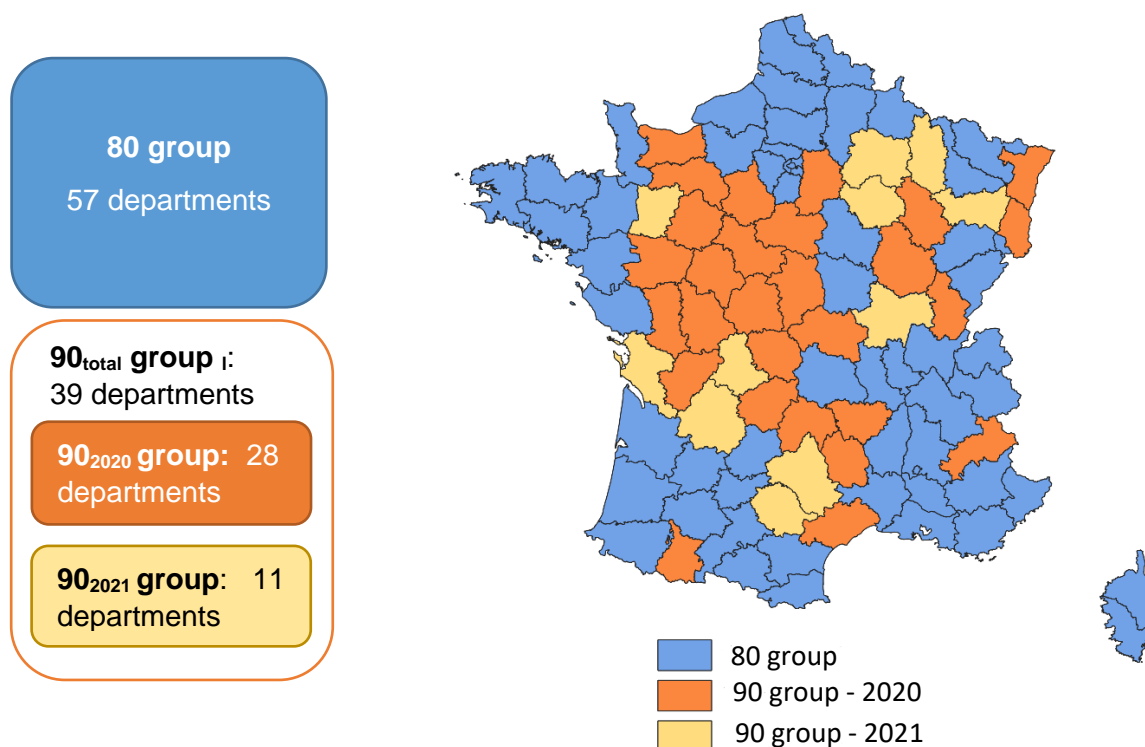 80 group
57 departments
90total group I:
39 departments
902020 group: 28
departments
902021 group: 11
departments
80 group
90 group - 2020
90 group - 2021